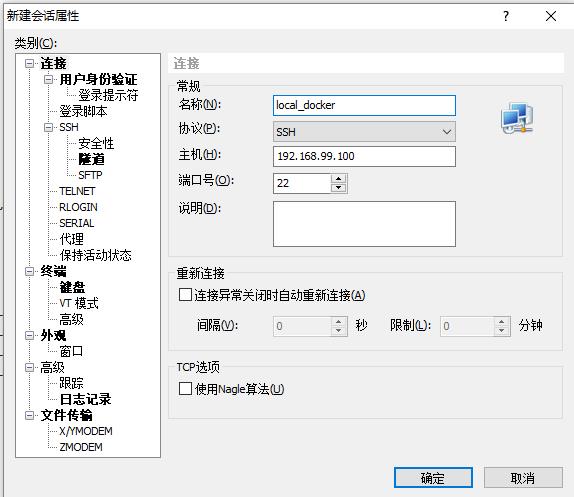 新建会话属性
类别(C):
连接
用户身份验证
登录提示符
登录脚本
SSH
安全性
隧道
SFTP
TELNET
RLOGIN
SERIAL
代理
保持活动状态
终端
键盘
VT 模式
高级
外观
窗口
高级
跟踪
日志记录
文件传输
X/YMODEM
ZMODEM
连接
常规
名称(N): local_docker
协议(P): SSH
主机(H): 192.168.99.100
端口号(O): 22
说明(D):
重新连接
连接异常关闭时自动重新连接(A)
间隔(V): 0 秒 限制(L): 0 分钟
TCP选项
使用Nagle算法(U)
确定 取消